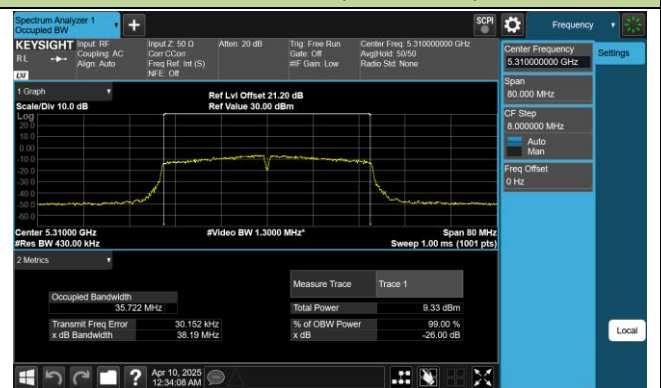 Spectrum Analyzer 1
Occupied BW
SCPI
Frequency
KEYSIGHT
RL
Input: RF
Coupling: AC
Align: Auto
Input Z: 50 Ω
Corr CCorr
Freq Ref: Int (S)
NFE: Off
Atten: 20 dB
Trig: Free Run
Gate: Off
#IF Gain: Low
Center Freq: 5.310000000 GHz
Avg|Hold: 50/50
Radio Std: None
Center Frequency
5.310000000 GHz
Settings
Span
80.000 MHz
CF Step
8.000000 MHz
Auto
Man
Freq Offset
0 Hz
1 Graph
Scale/Div 10.0 dB
Ref Lvl Offset 21.20 dB
Ref Value 30.00 dBm
Log
20.0
10.0
0.00
-10.0
-20.0
-30.0
-40.0
-50.0
-60.0
Center 5.31000 GHz
#Res BW 430.00 kHz
#Video BW 1.3000 MHz*
Span 80 MHz
Sweep 1.00 ms (1001 pts)
2 Metrics
Measure Trace Trace 1
Occupied Bandwidth
35.722 MHz
Total Power 9.33 dBm
Transmit Freq Error 30.152 kHz
% of OBW Power 99.00 %
x dB Bandwidth 38.19 MHz
x dB -26.00 dB
Local
Apr 10, 2025
12:34:08 AM